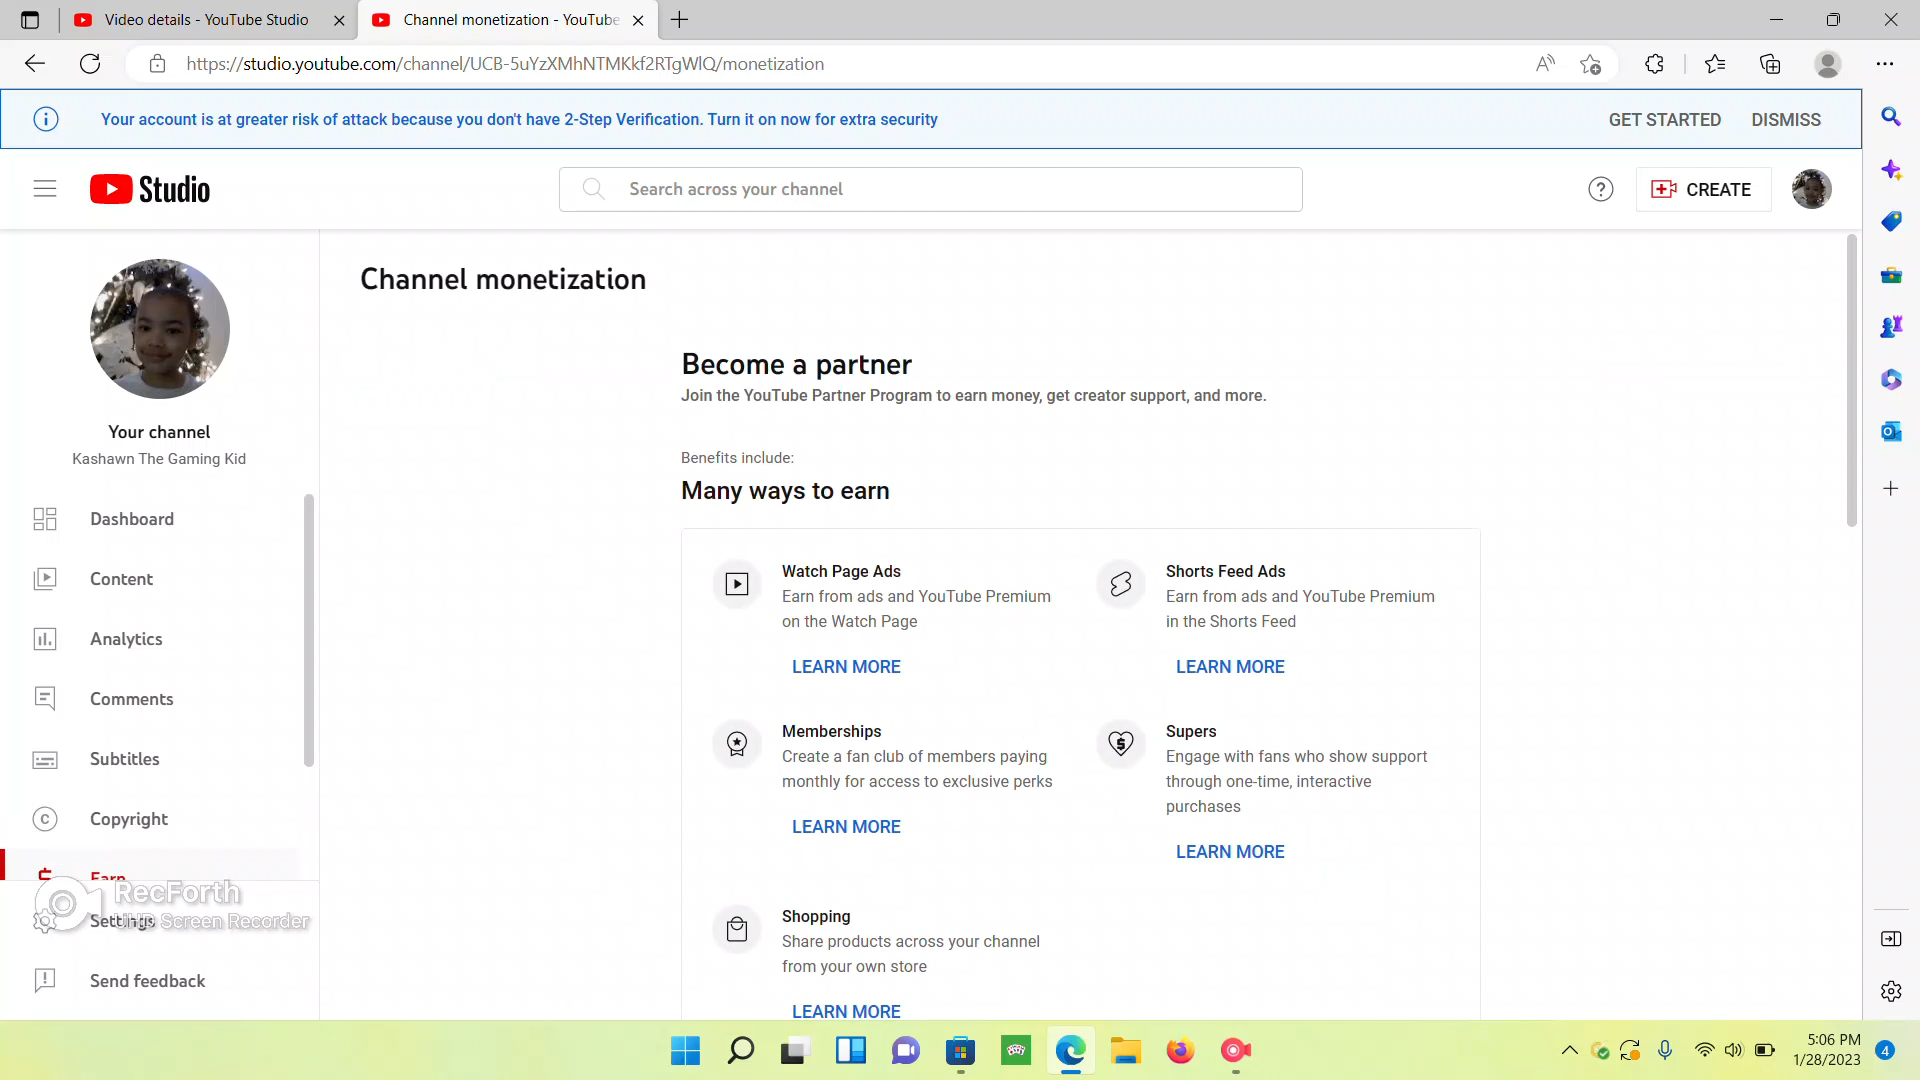 Video details - YouTube Studio
Channel monetization - YouTube
https://studio.youtube.com/channel/UCB-5uYzXMhNTMKkf2RTgWlQ/monetization
Your account is at greater risk of attack because you don't have 2-Step Verification. Turn it on now for extra security
GET STARTED
DISMISS
Studio
Search across your channel
CREATE
Your channel
Kashawn The Gaming Kid
Dashboard
Content
Analytics
Comments
Subtitles
Copyright
Earn
RecForth
UHD Screen Recorder
Settings
Send feedback
Channel monetization
Become a partner
Join the YouTube Partner Program to earn money, get creator support, and more.
Benefits include:
Many ways to earn
Watch Page Ads
Earn from ads and YouTube Premium
on the Watch Page
LEARN MORE
Shorts Feed Ads
Earn from ads and YouTube Premium
in the Shorts Feed
LEARN MORE
Memberships
Create a fan club of members paying
monthly for access to exclusive perks
LEARN MORE
Supers
Engage with fans who show support
through one-time, interactive
purchases
LEARN MORE
Shopping
Share products across your channel
from your own store
LEARN MORE
5:06 PM
1/28/2023
4